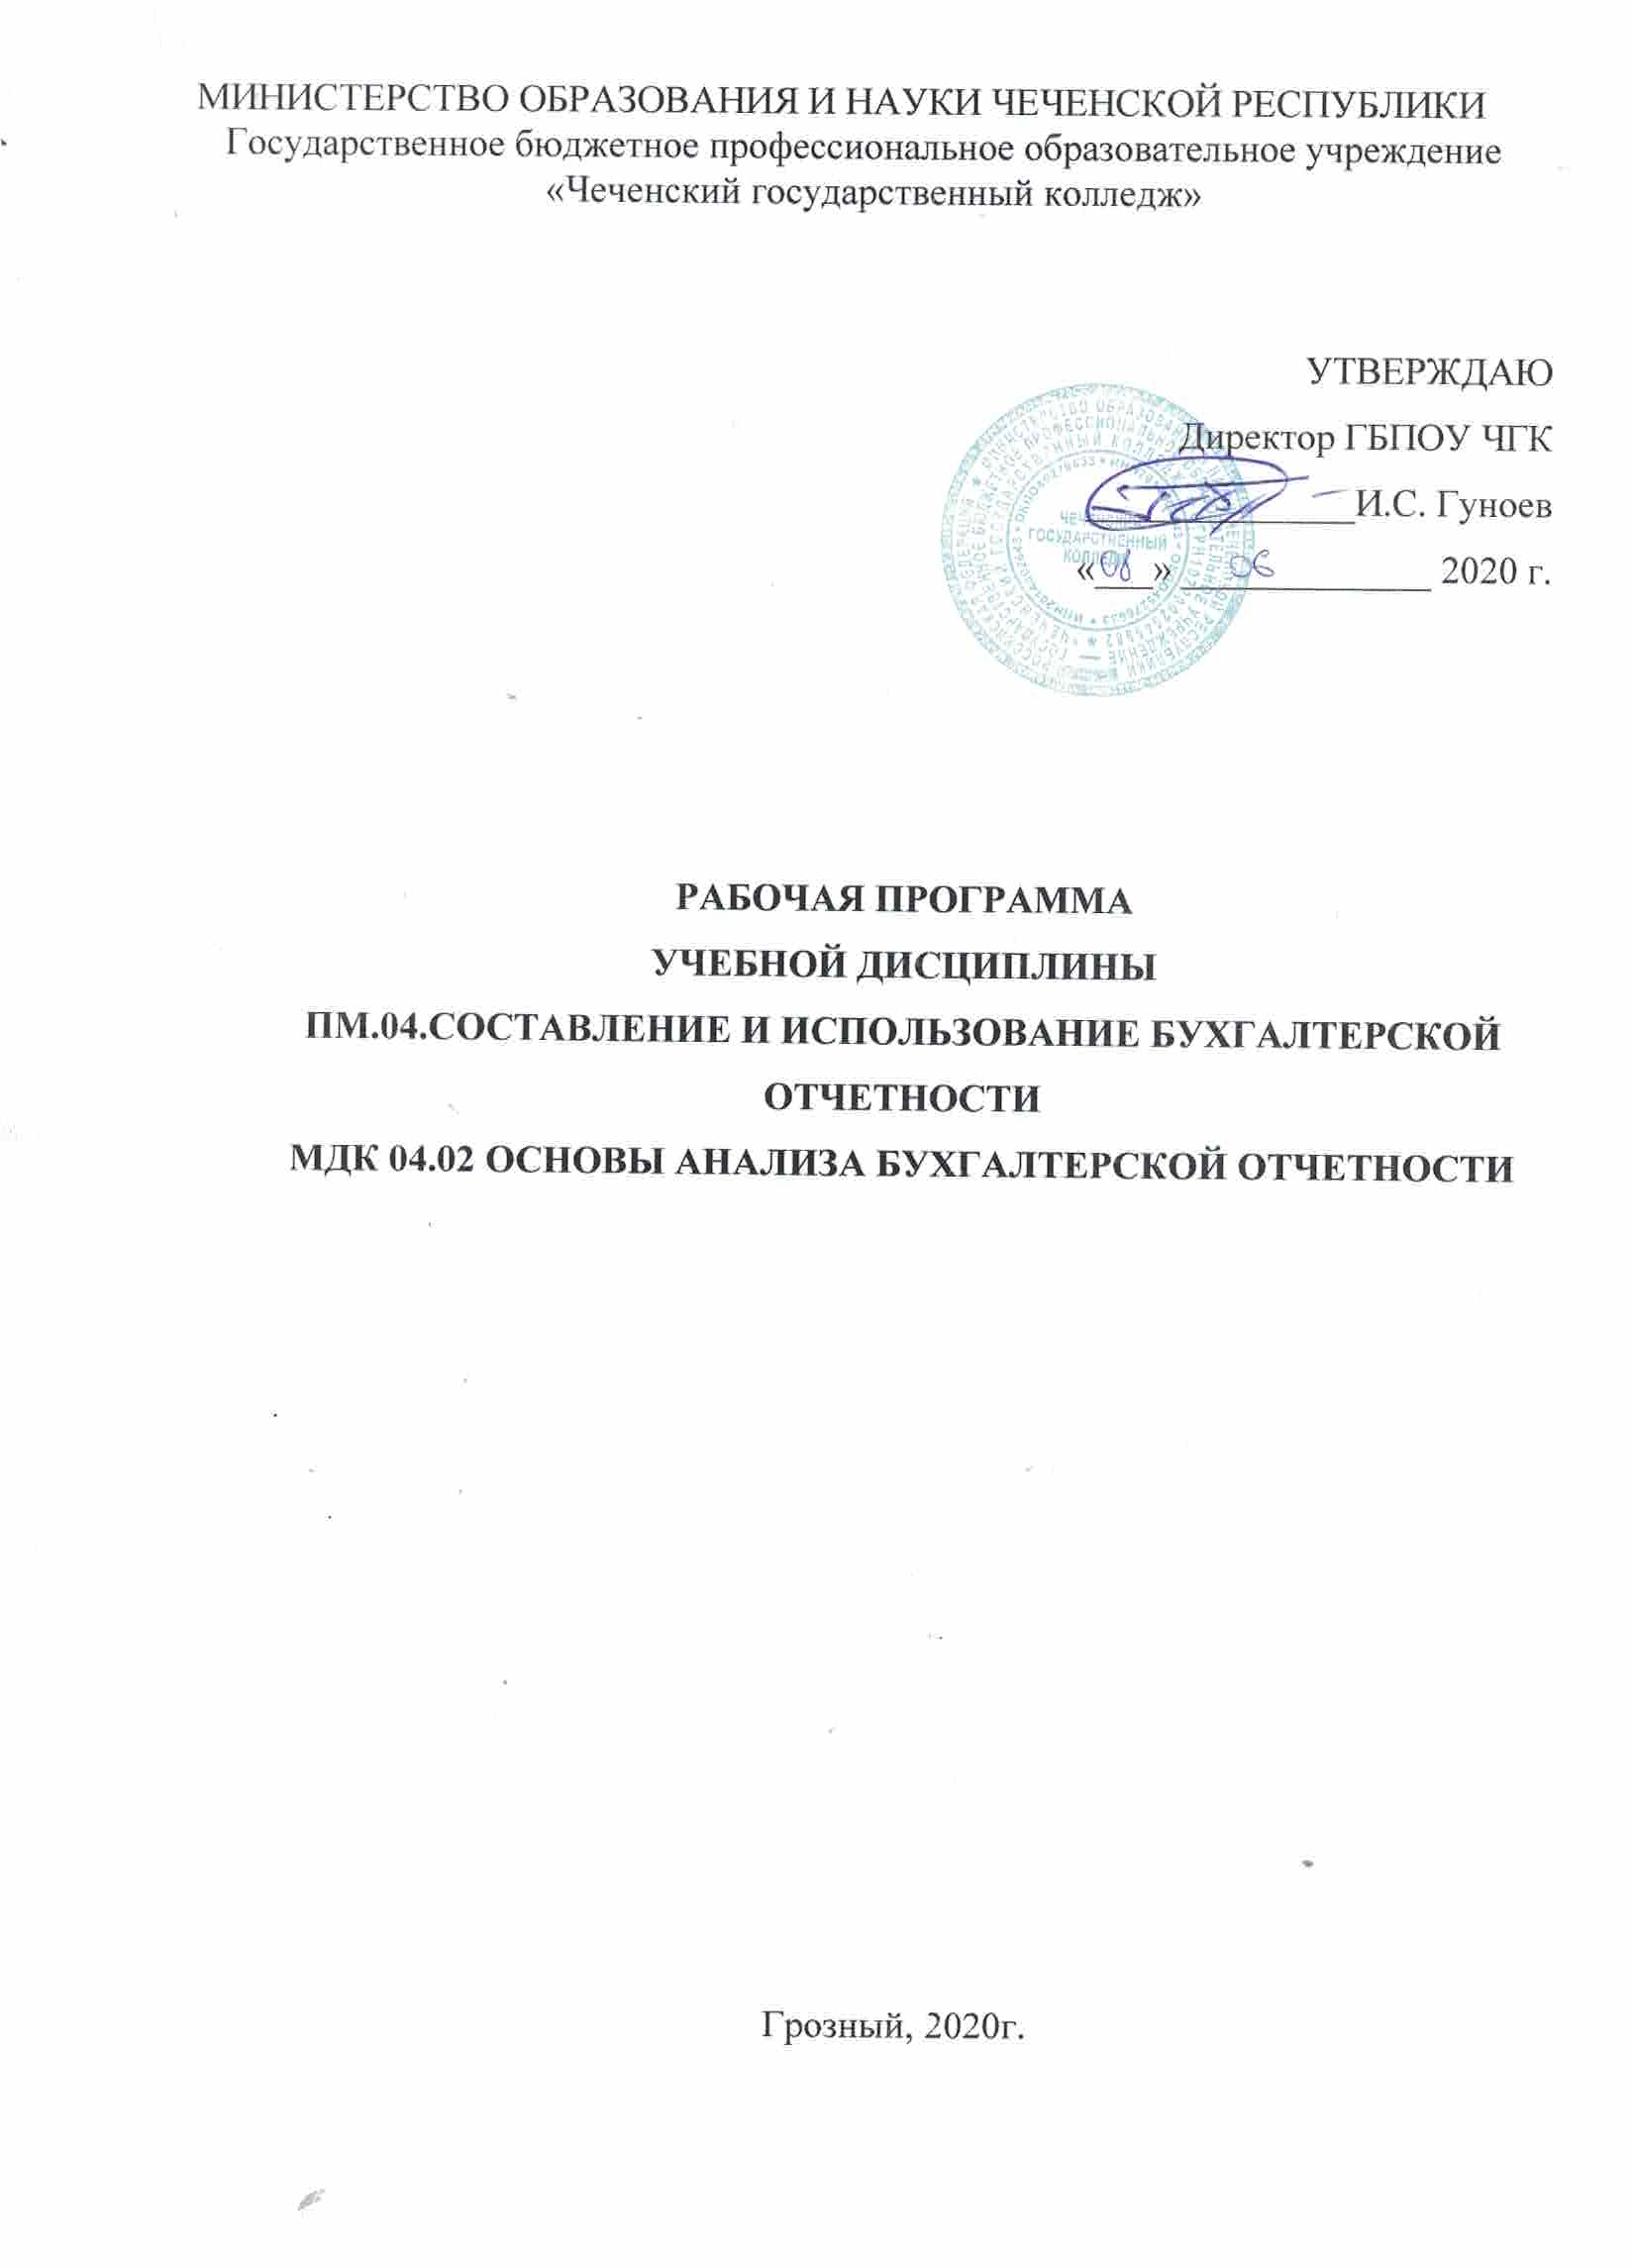 МИНИСТЕРСТВО ОБРАЗОВАНИЯ И НАУКИ ЧЕЧЕНСКОЙ РЕСПУБЛИКИ
Государственное бюджетное профессиональное образовательное учреждение
«Чеченский государственный колледж»
УТВЕРЖДАЮ
Директор ГБПОУ ЧГК
И.С. Гуноев
«08» 06 2020 г.
ГОСУДАРСТВЕННЫЙ
КОЛЛЕДЖ
РАБОЧАЯ ПРОГРАММА
УЧЕБНОЙ ДИСЦИПЛИНЫ
ПМ.04.СОСТАВЛЕНИЕ И ИСПОЛЬЗОВАНИЕ БУХГАЛТЕРСКОЙ
ОТЧЕТНОСТИ
МДК 04.02 ОСНОВЫ АНАЛИЗА БУХГАЛТЕРСКОЙ ОТЧЕТНОСТИ
Грозный, 2020г.